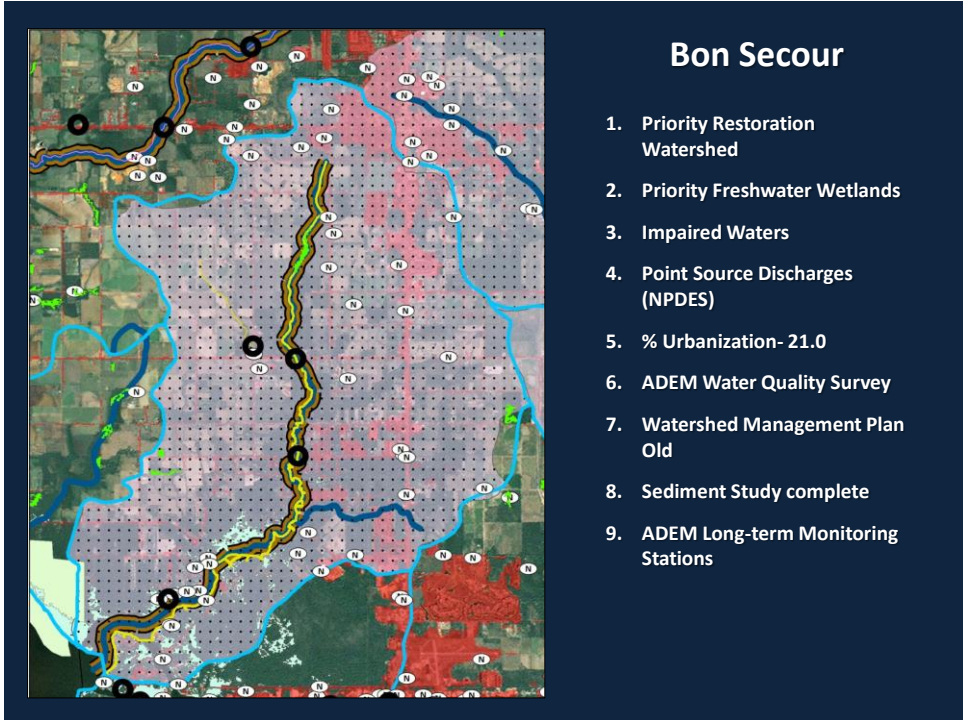 Bon Secour
1. Priority Restoration
Watershed
2. Priority Freshwater Wetlands
3. Impaired Waters
4. Point Source Discharges
(NPDES)
5. % Urbanization- 21.0
6. ADEM Water Quality Survey
7. Watershed Management Plan
Old
8. Sediment Study complete
9. ADEM Long-term Monitoring
Stations